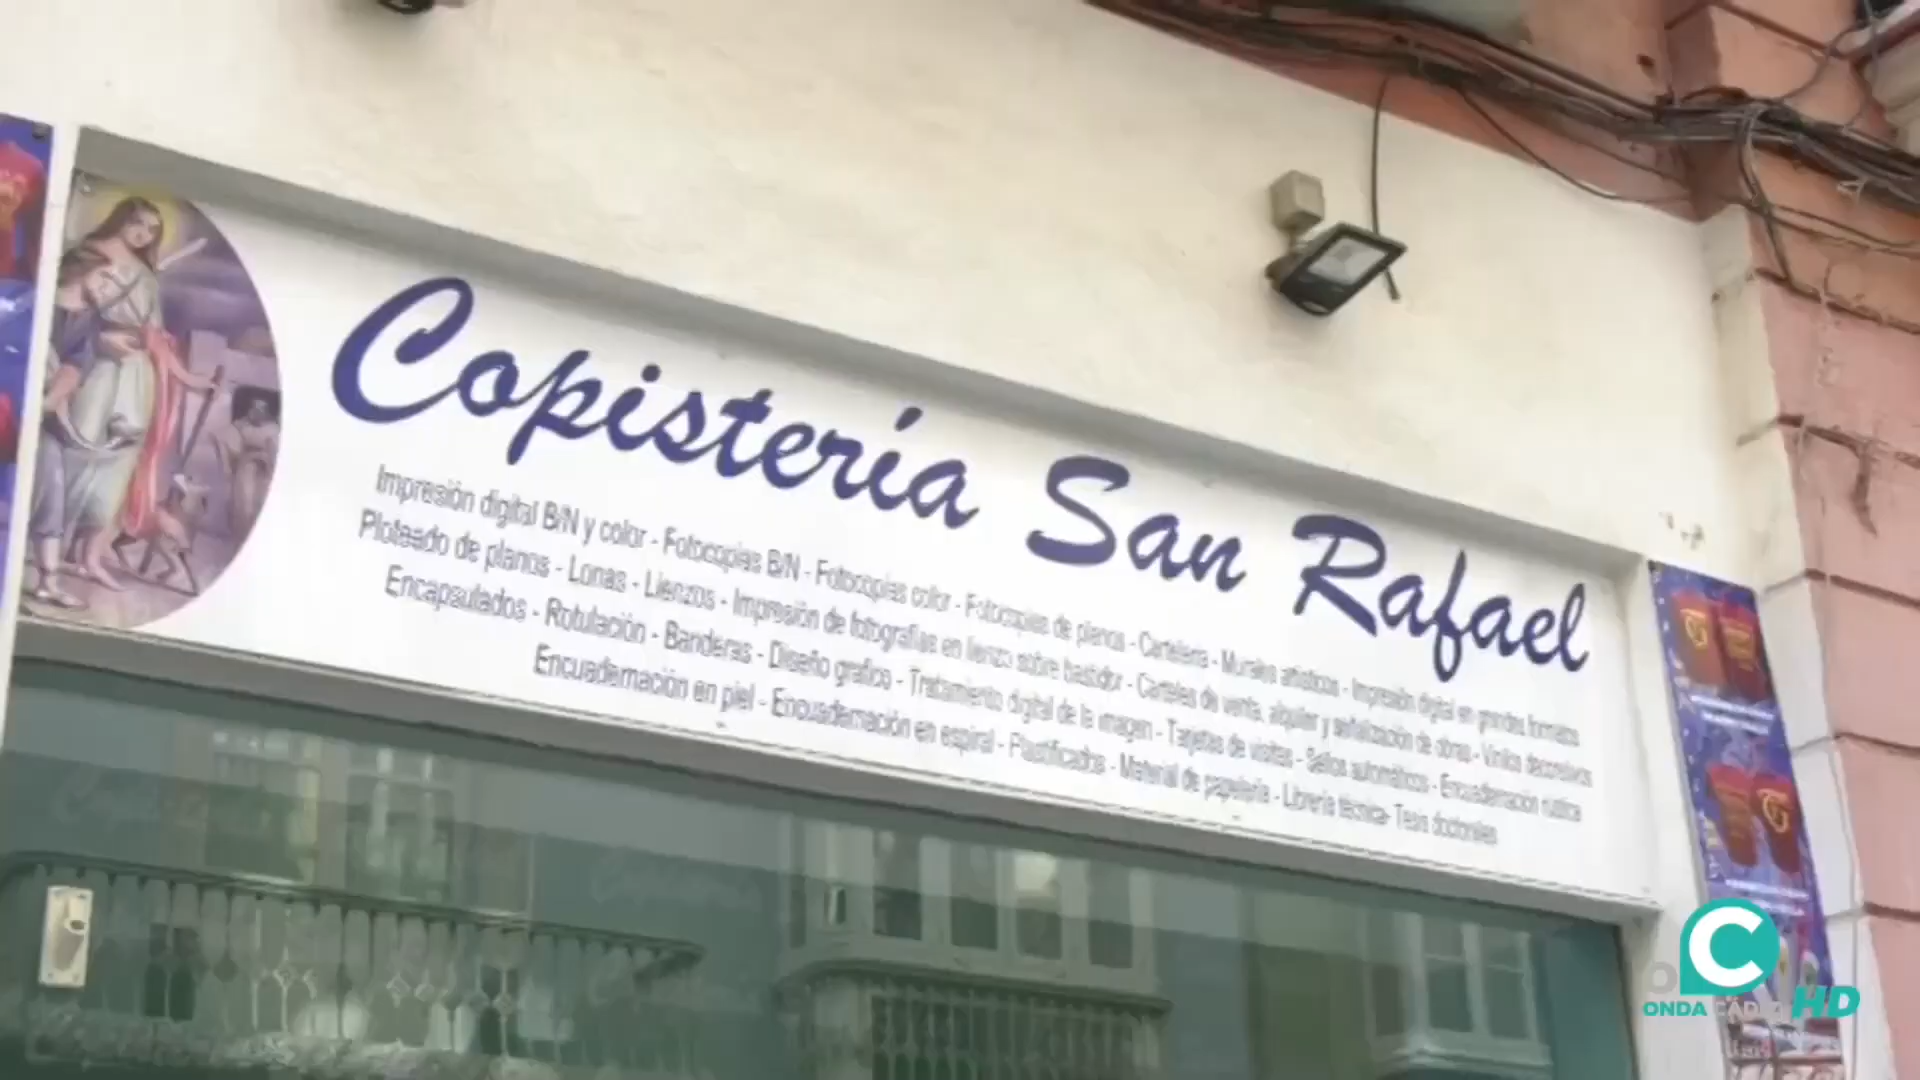 Copistería San Rafael
Impresión digital B/N y color - Fotocopias B/N - Fotocopias color - Fotocopias de planos - Cartelería - Murales artísticos - Impresión digital en grandes formatos
Ploteado de planos - Lonas - Lienzos - Impresión de fotografías en lienzo sobre bastidor - Carteles de venta, alquiler y señalización de obras - Vinilos decorativos
Encapsulados - Rotulación - Banderas - Diseño grafico - Tratamiento digital de la imagen - Tarjetas de visitas - Sellos automáticos - Encuadernación rústica
Encuadernación en piel - Encuadernación en espiral - Plastificados - Material de papelería - Librería técnica- Tesis doctorales
C
ONDA CÁDIZ HD